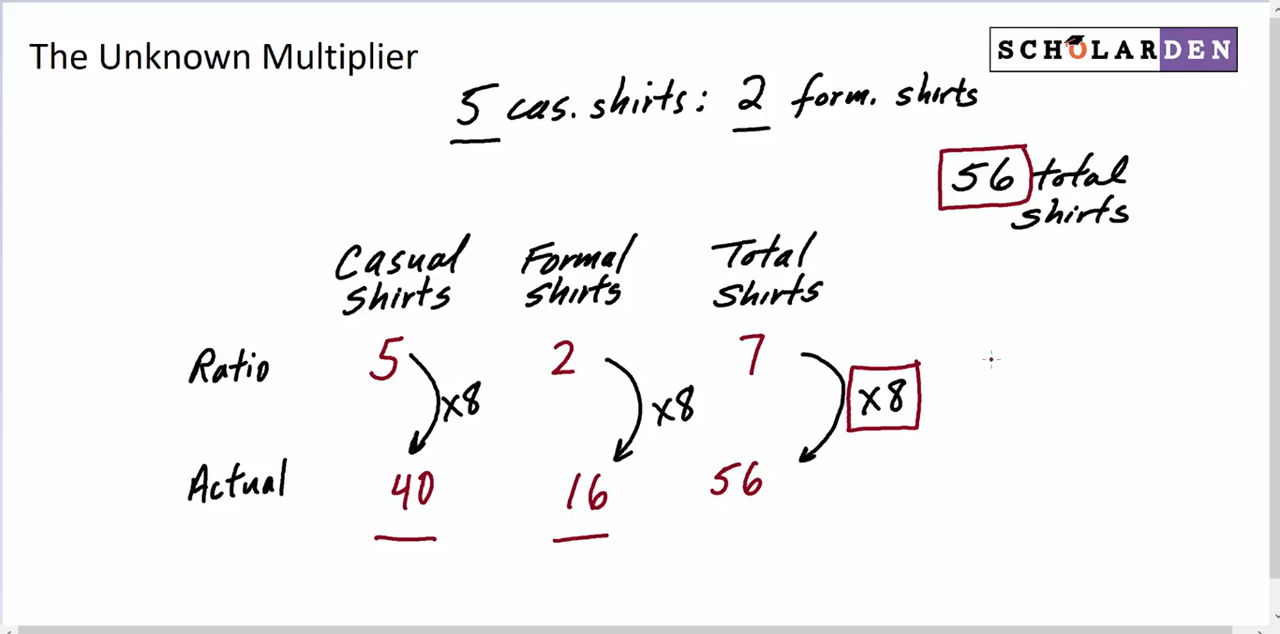 The Unknown Multiplier
SCHOLARDEN
5 cas. shirts: 2 form. shirts
56 total
shirts
Casual Formal Total
shirts shirts shirts
Ratio 5 2 7
x8 x8 x8
Actual 40 16 56